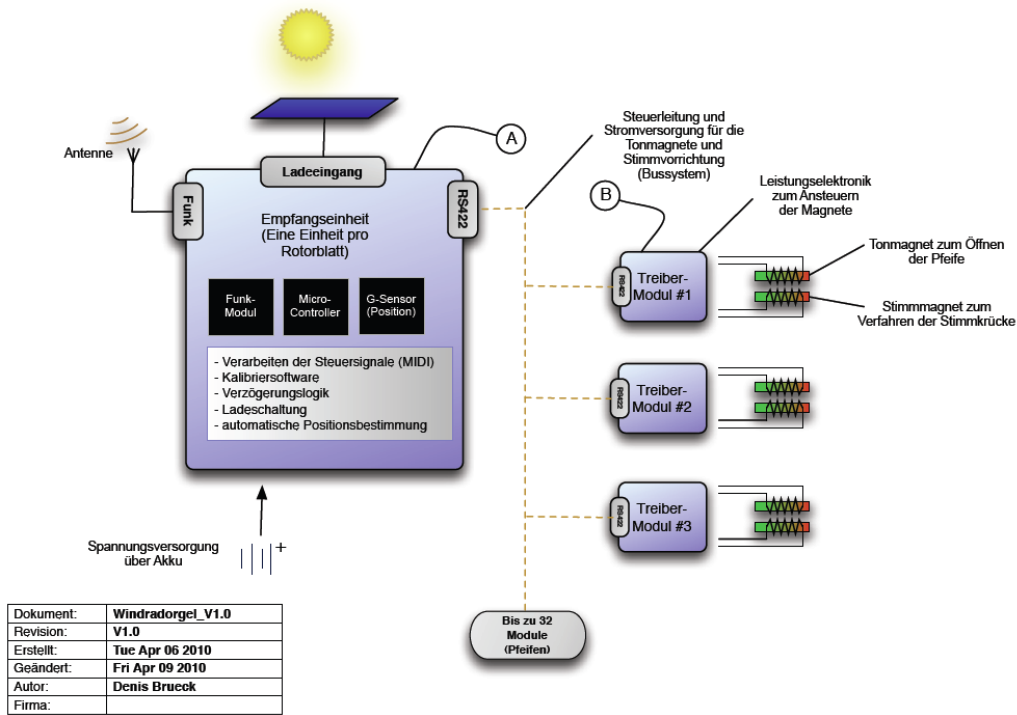 Antenne
Funk
Ladeeingang
RS422
A
Empfangseinheit
(Eine Einheit pro
Rotorblatt)
Funk-
Modul
Micro-
Controller
G-Sensor
(Position)
- Verarbeiten der Steuersignale (MIDI)
- Kalibriersoftware
- Verzögerungslogik
- Ladeschaltung
- automatische Positionsbestimmung
Spannungsversorgung
über Akku
+
Steuerleitung und
Stromversorgung für die
Tonmagnete und
Stimmvorrichtung
(Bussystem)
B
Leistungselektronik
zum Ansteuern
der Magnete
RS422
Treiber-
Modul #1
Tonmagnet zum Öffnen
der Pfeife
Stimmmagnet zum
Verfahren der Stimmkrücke
RS422
Treiber-
Modul #2
RS422
Treiber-
Modul #3
Bis zu 32
Module
(Pfeifen)
Dokument: Windradorgel_V1.0
Revision: V1.0
Erstellt: Tue Apr 06 2010
Geändert: Fri Apr 09 2010
Autor: Denis Brueck
Firma: